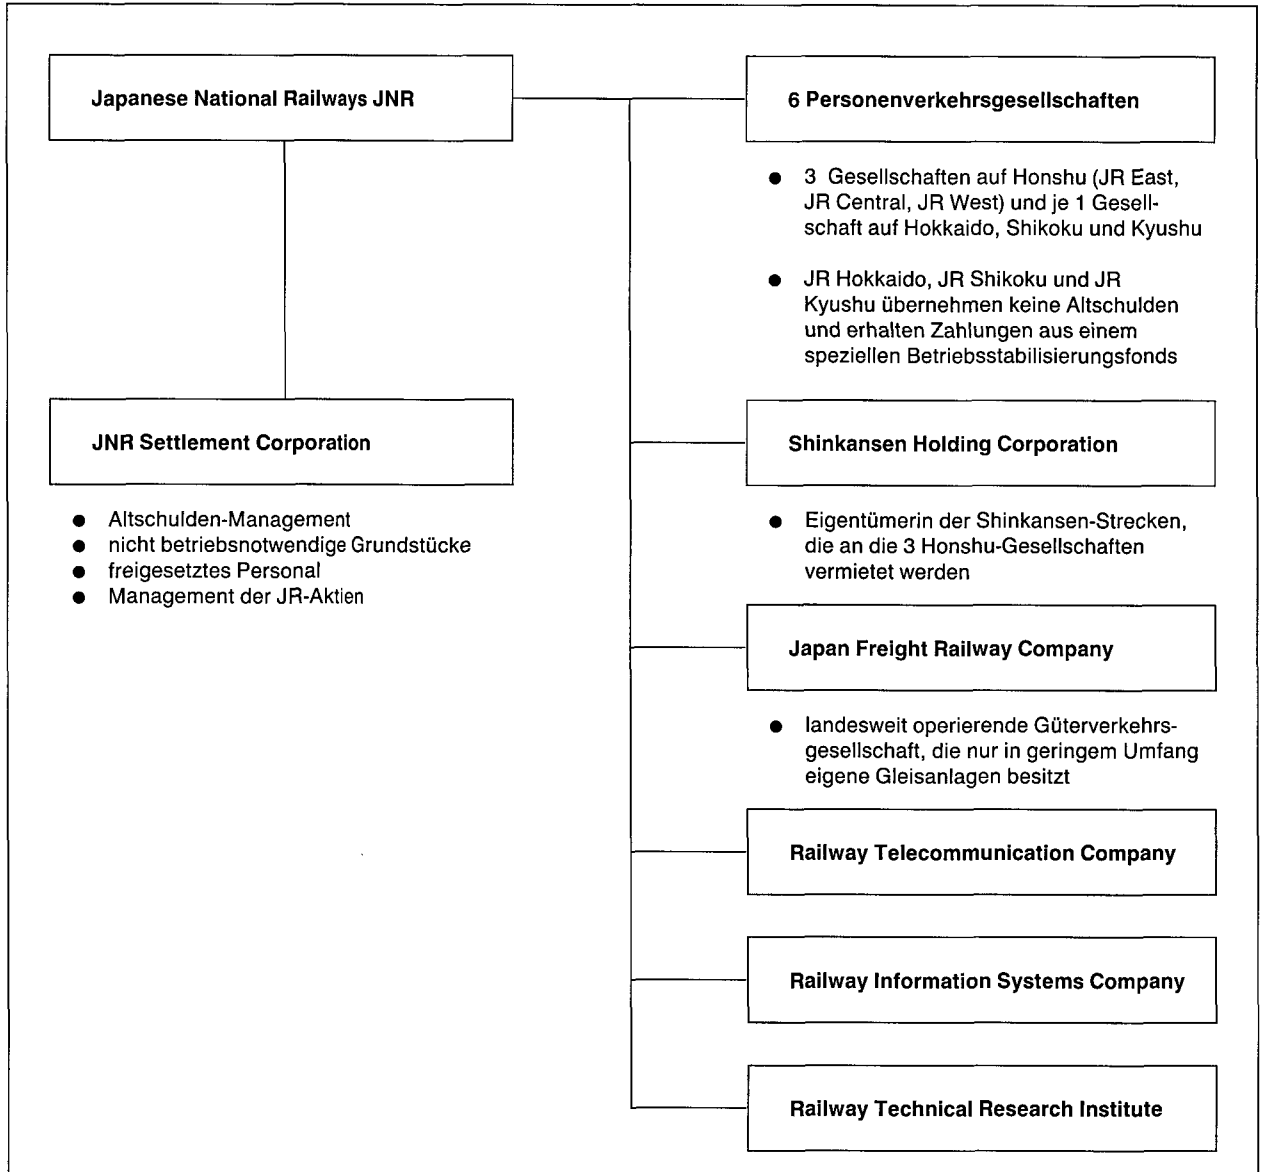 Japanese National Railways JNR
JNR Settlement Corporation
● Altschulden-Management
● nicht betriebsnotwendige Grundstücke
● freigesetztes Personal
● Management der JR-Aktien
6 Personenverkehrsgesellschaften
● 3 Gesellschaften auf Honshu (JR East,
JR Central, JR West) und je 1 Gesell-
schaft auf Hokkaido, Shikoku und Kyushu
● JR Hokkaido, JR Shikoku und JR
Kyushu übernehmen keine Altschulden
und erhalten Zahlungen aus einem
speziellen Betriebsstabilisierungsfonds
Shinkansen Holding Corporation
● Eigentümerin der Shinkansen-Strecken,
die an die 3 Honshu-Gesellschaften
vermietet werden
Japan Freight Railway Company
● landesweit operierende Güterverkehrs-
gesellschaft, die nur in geringem Umfang
eigene Gleisanlagen besitzt
Railway Telecommunication Company
Railway Information Systems Company
Railway Technical Research Institute